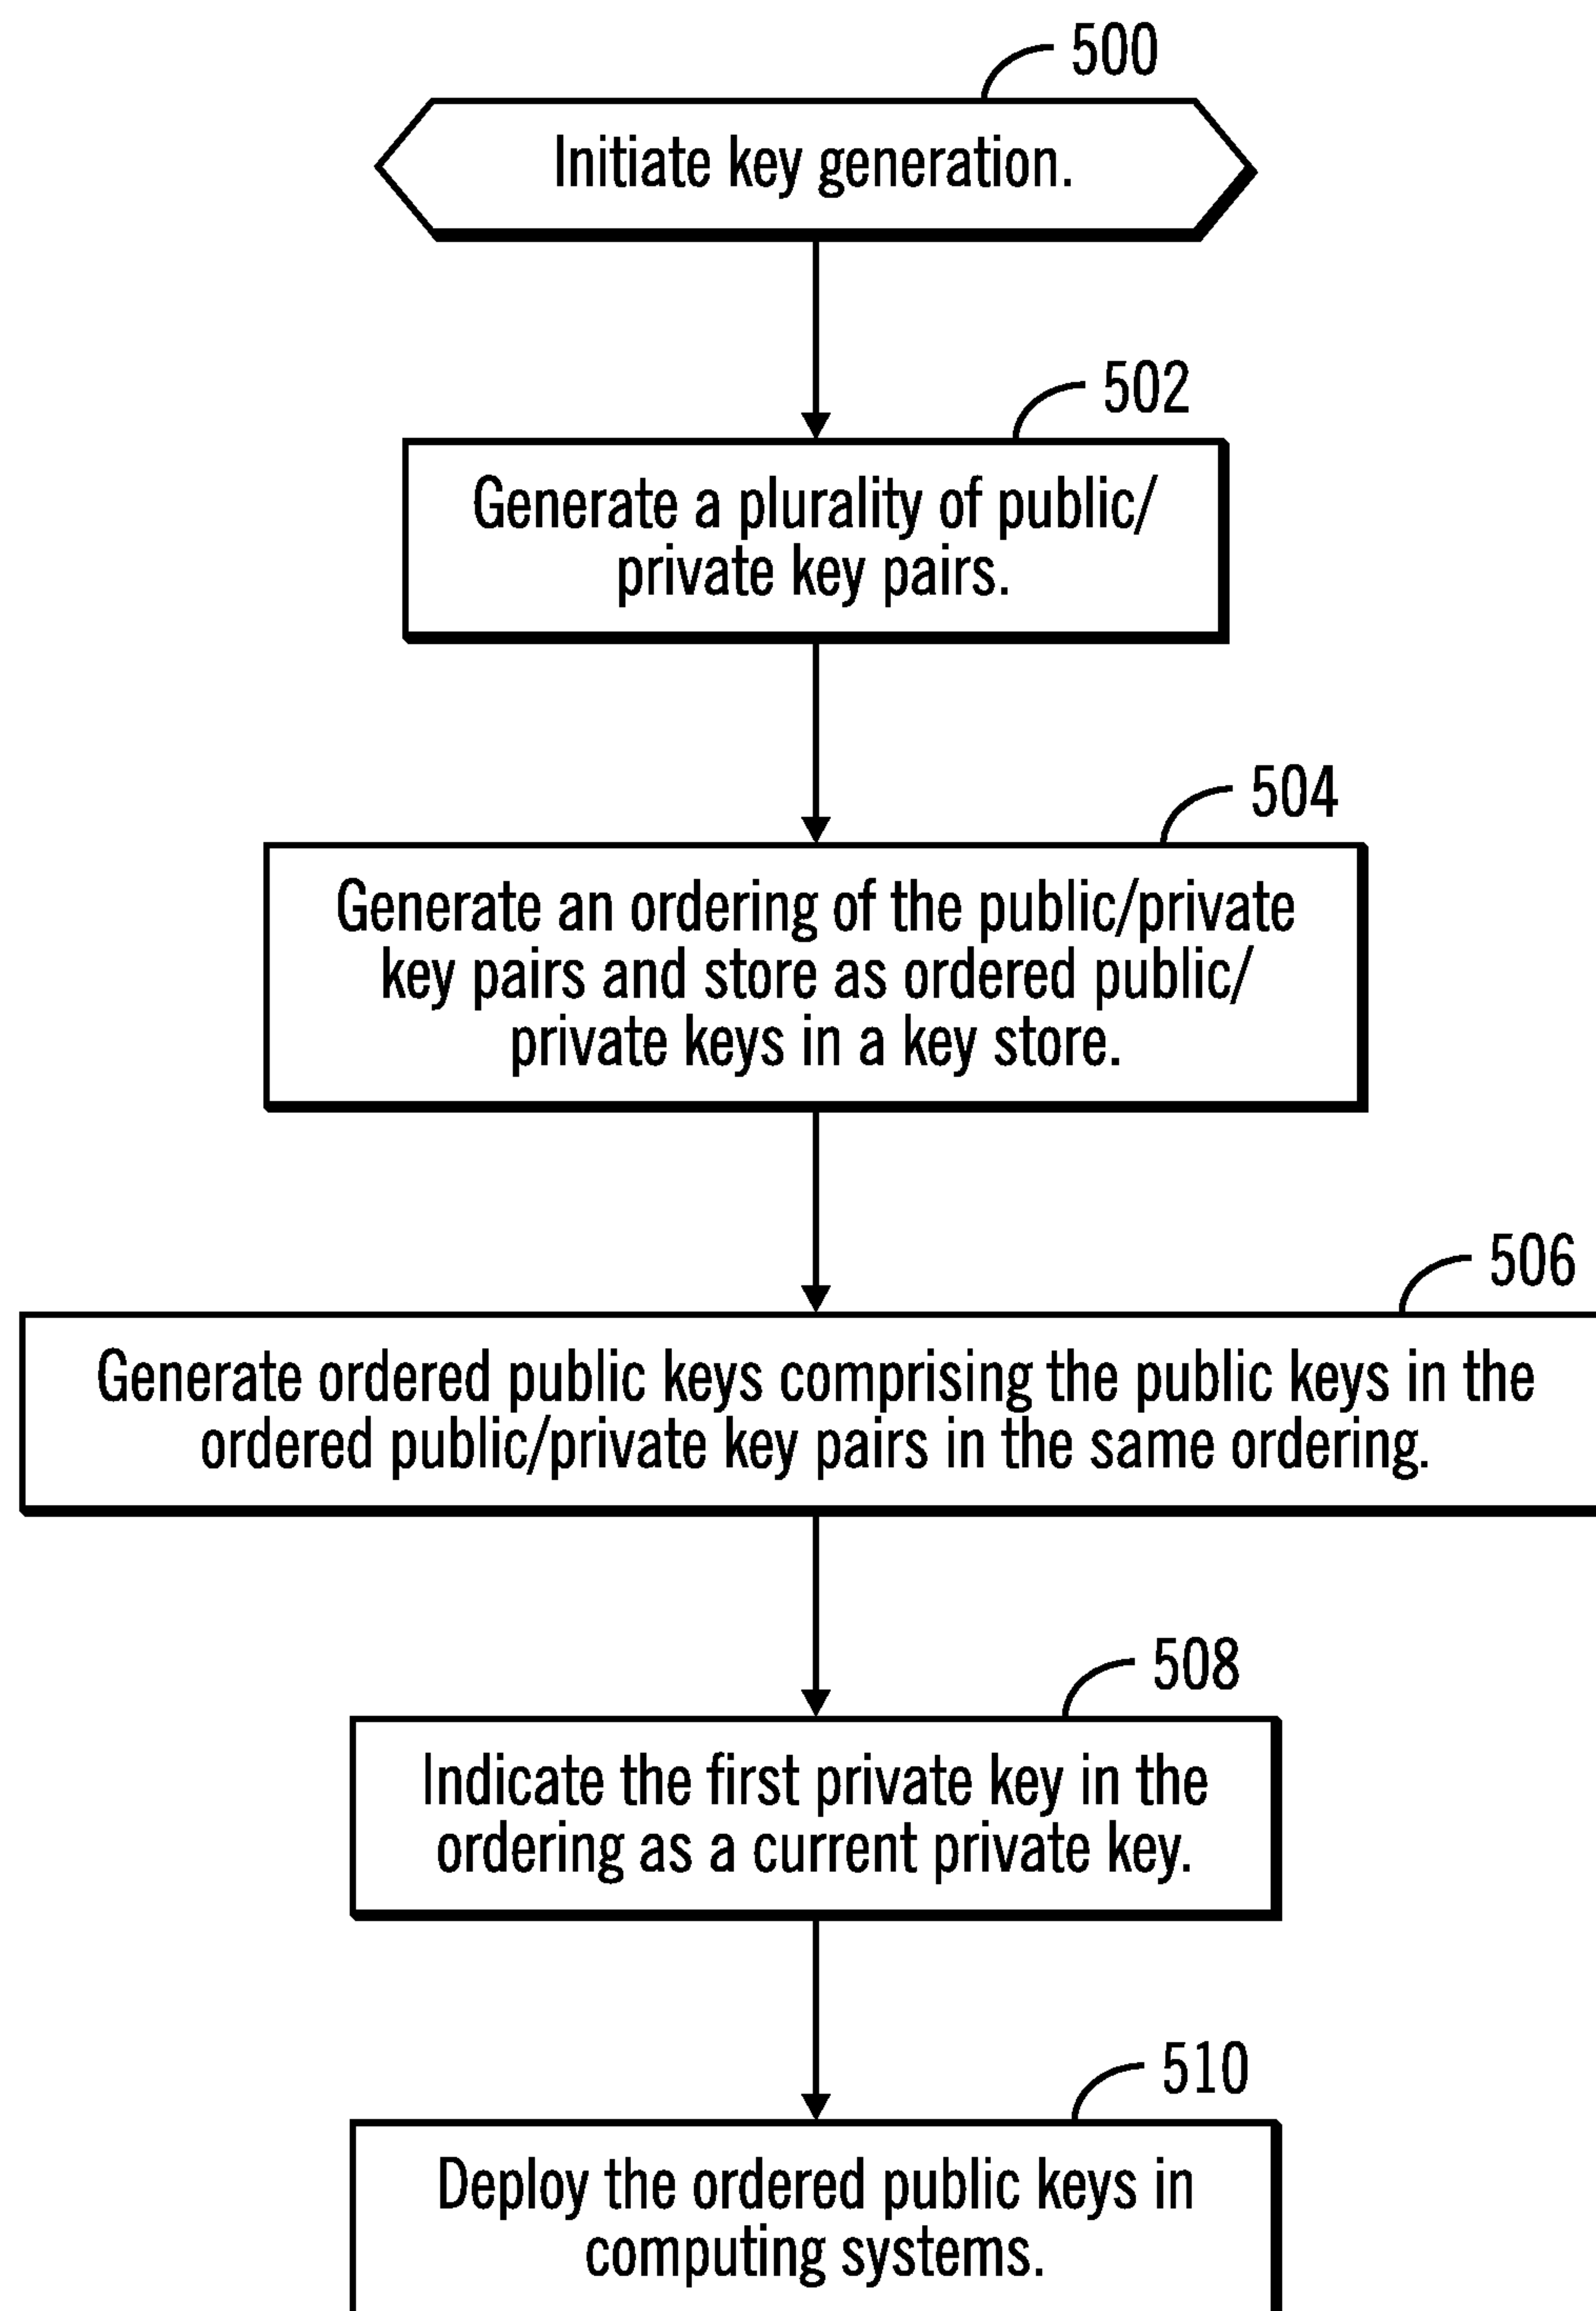 500
Initiate key generation.
502
Generate a plurality of public/
private key pairs.
504
Generate an ordering of the public/private
key pairs and store as ordered public/
private keys in a key store.
506
Generate ordered public keys comprising the public keys in the
ordered public/private key pairs in the same ordering.
508
Indicate the first private key in the
ordering as a current private key.
510
Deploy the ordered public keys in
computing systems.